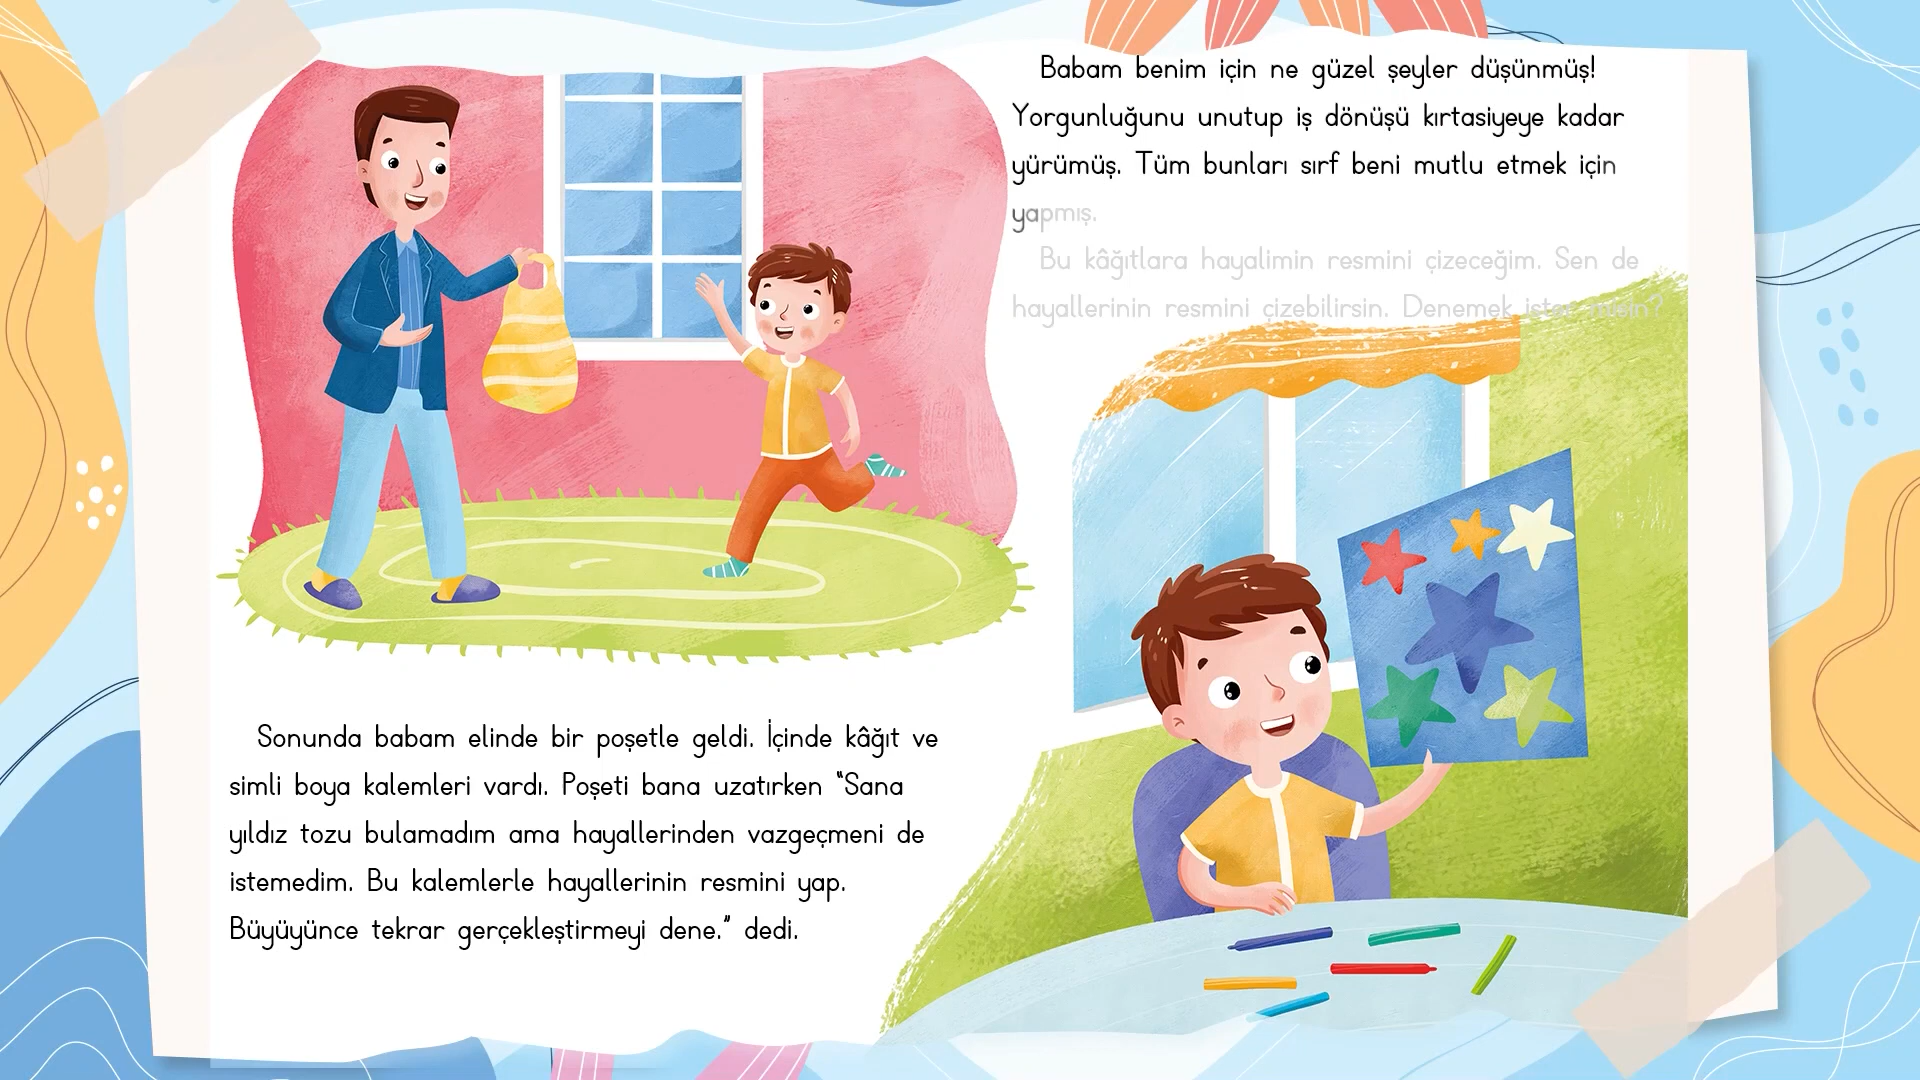 Sonunda babam elinde bir poşetle geldi. İçinde kâğıt ve
simli boya kalemleri vardı. Poşeti bana uzatırken “Sana
yıldız tozu bulamadım ama hayallerinden vazgeçmeni de
istemedim. Bu kalemlerle hayallerinin resmini yap.
Büyüyünce tekrar gerçekleştirmeyi dene.” dedi.
Babam benim için ne güzel şeyler düşünmüş!
Yorgunluğunu unutup iş dönüşü kırtasiyeye kadar
yürümüş. Tüm bunları sırf beni mutlu etmek için
yapmış.
Bu kâğıtlara hayalimin resmini çizeceğim. Sen de
hayallerinin resmini çizebilirsin. Denemek ister misin?